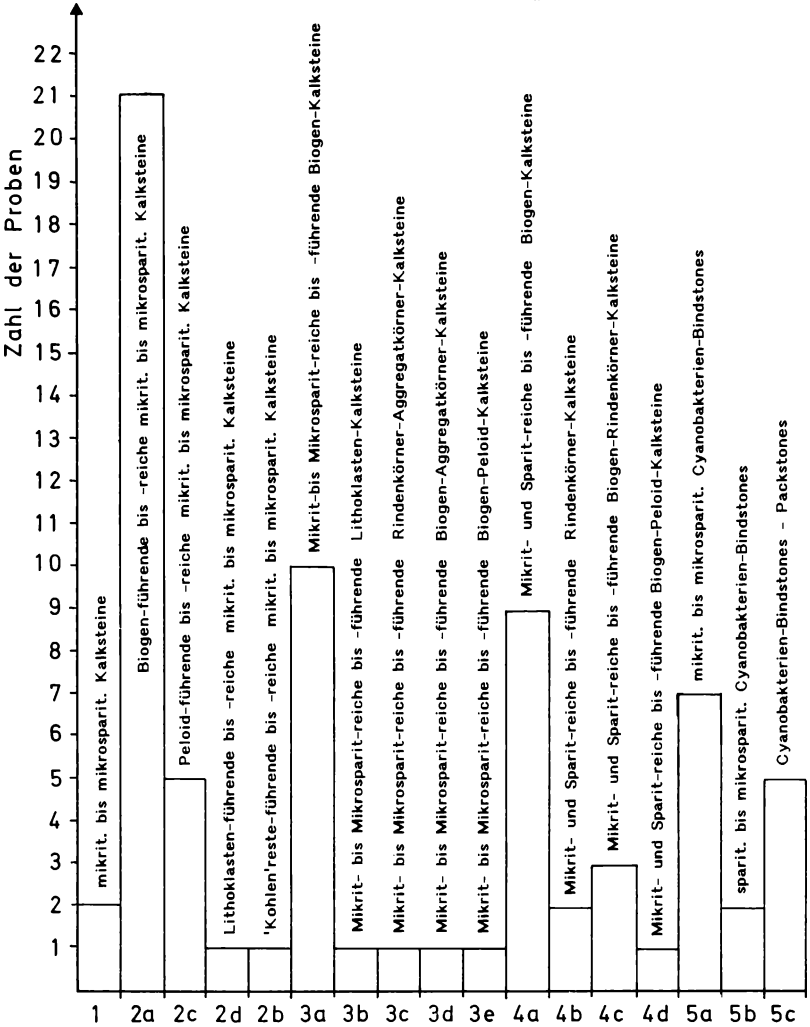 Zahl der Proben
22
21
20
19
18
17
16
15
14
13
12
11
10
9
8
7
6
5
4
3
2
1
mikrit. bis mikrosparit. Kalksteine
Biogen-führende bis -reiche mikrit. bis mikrosparit. Kalksteine
Peloid-führende bis -reiche mikrit. bis mikrosparit. Kalksteine
Lithoklasten-führende bis -reiche mikrit. bis mikrosparit. Kalksteine
'Kohlen'reste-führende bis -reiche mikrit. bis mikrosparit. Kalksteine
Mikrit-bis Mikrosparit-reiche bis -führende Biogen-Kalksteine
Mikrit- bis Mikrosparit-reiche bis -führende Lithoklasten-Kalksteine
Mikrit- bis Mikrosparit-reiche bis -führende Rindenkörner-Aggregatkörner-Kalksteine
Mikrit- bis Mikrosparit-reiche bis -führende Biogen-Aggregatkörner-Kalksteine
Mikrit- bis Mikrosparit-reiche bis -führende Biogen-Peloid-Kalksteine
Mikrit- und Sparit-reiche bis -führende Biogen-Kalksteine
Mikrit- und Sparit-reiche bis -führende Rindenkörner-Kalksteine
Mikrit- und Sparit-reiche bis -führende Biogen-Rindenkörner-Kalksteine
Mikrit- und Sparit-reiche bis -führende Biogen-Peloid-Kalksteine
mikrit. bis mikrosparit. Cyanobakterien-Bindstones
sparit. bis mikrosparit. Cyanobakterien-Bindstones
Cyanobakterien-Bindstones - Packstones
1 2a 2c 2d 2b 3a 3b 3c 3d 3e 4a 4b 4c 4d 5a 5b 5c